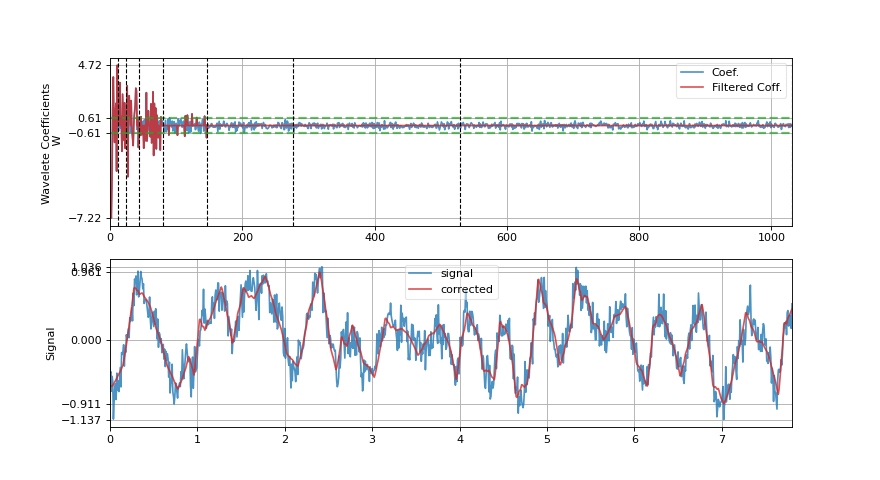 Wavelete Coefficients
W
4.72
0.61
−0.61
−7.22
Coef.
Filtered Coff.
0 200 400 600 800 1000
Signal
1.036
0.961
0.000
−0.911
−1.137
signal
corrected
0 1 2 3 4 5 6 7